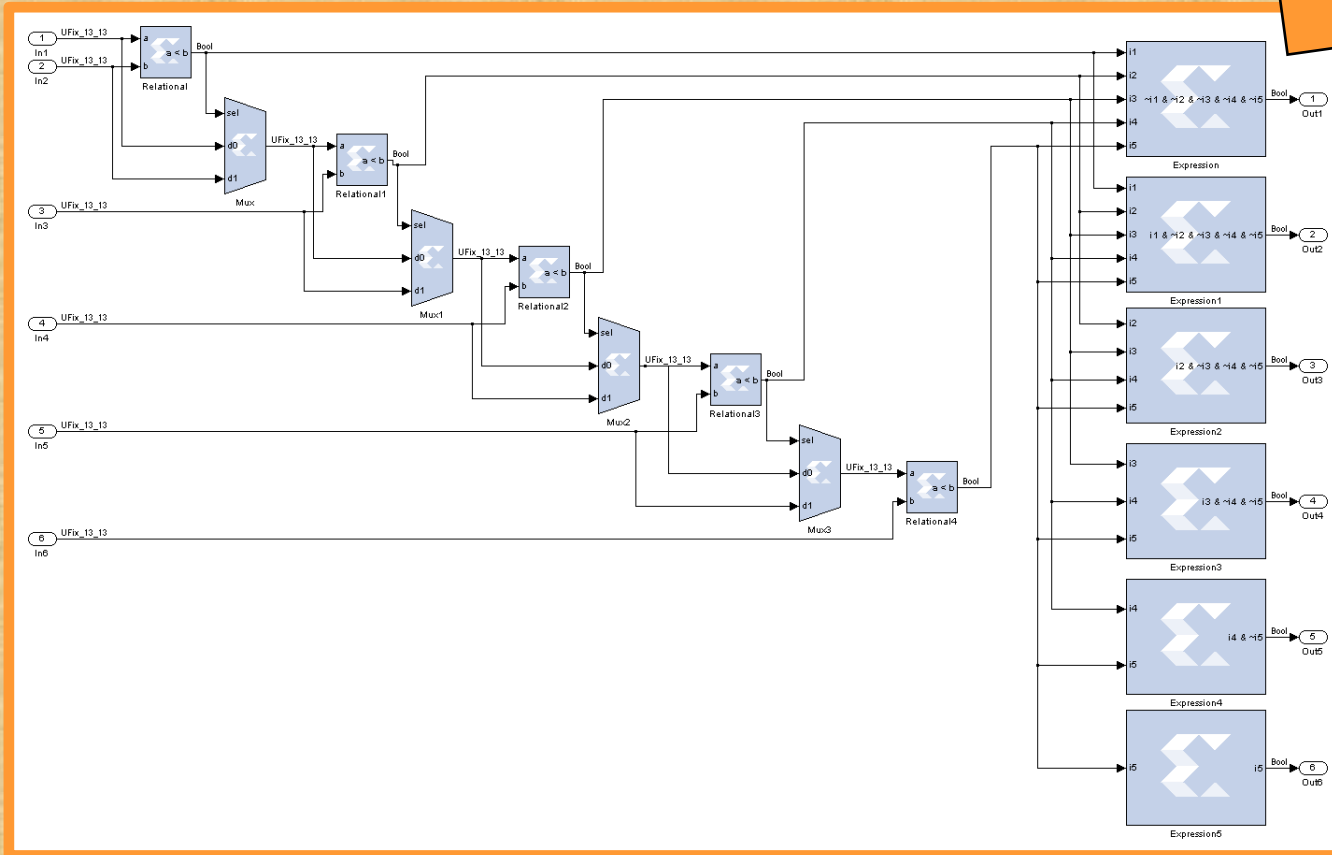 1
UFix_13_13
In1
2
UFix_13_13
In2
a
b
a < b
Bool
Relational
sel
d0
d1
UFix_13_13
Mux
a
b
a < b
Bool
Relational1
3
UFix_13_13
In3
sel
d0
d1
UFix_13_13
Mux1
a
b
a < b
Bool
Relational2
4
UFix_13_13
In4
sel
d0
d1
UFix_13_13
Mux2
a
b
a < b
Bool
Relational3
5
UFix_13_13
In5
sel
d0
d1
UFix_13_13
Mux3
a
b
a < b
Bool
Relational4
6
UFix_13_13
In6
i1
i2
i3
i4
i5
~i1 & ~i2 & ~i3 & ~i4 & ~i5
Bool
1
Out1
Expression
i1
i2
i3
i4
i5
i1 & ~i2 & ~i3 & ~i4 & ~i5
Bool
2
Out2
Expression1
i2
i3
i4
i5
i2 & ~i3 & ~i4 & ~i5
Bool
3
Out3
Expression2
i3
i4
i5
i3 & ~i4 & ~i5
Bool
4
Out4
Expression3
i4
i5
i4 & ~i5
Bool
5
Out5
Expression4
i5
i5
Bool
6
Out6
Expression5